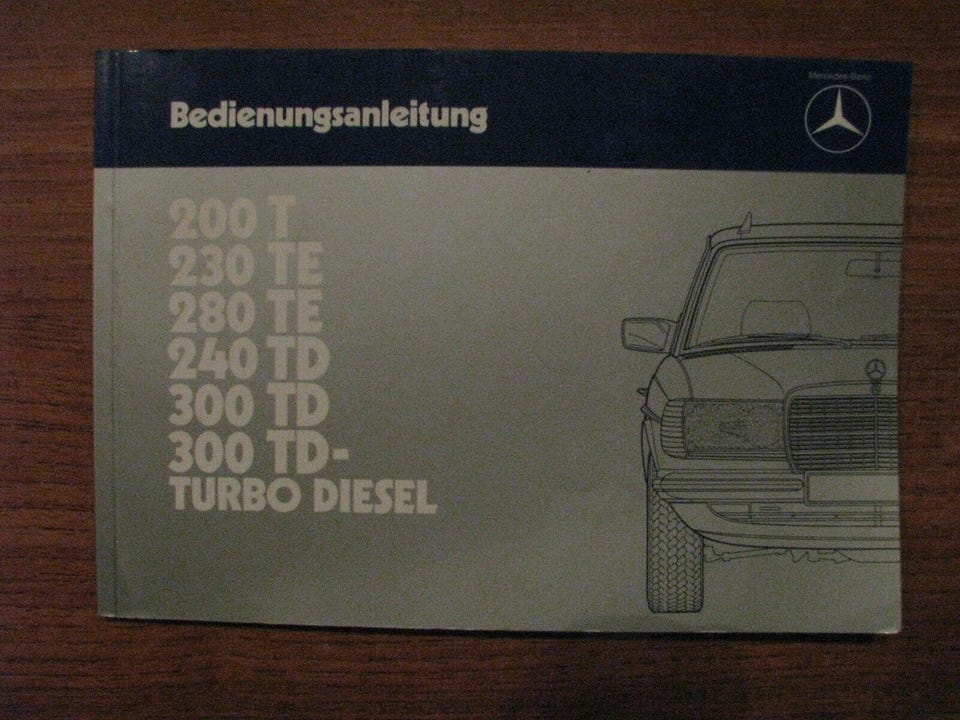 Mercedes-Benz
Bedienungsanleitung
200 T
230 TE
280 TE
240 TD
300 TD
300 TD-
TURBO DIESEL